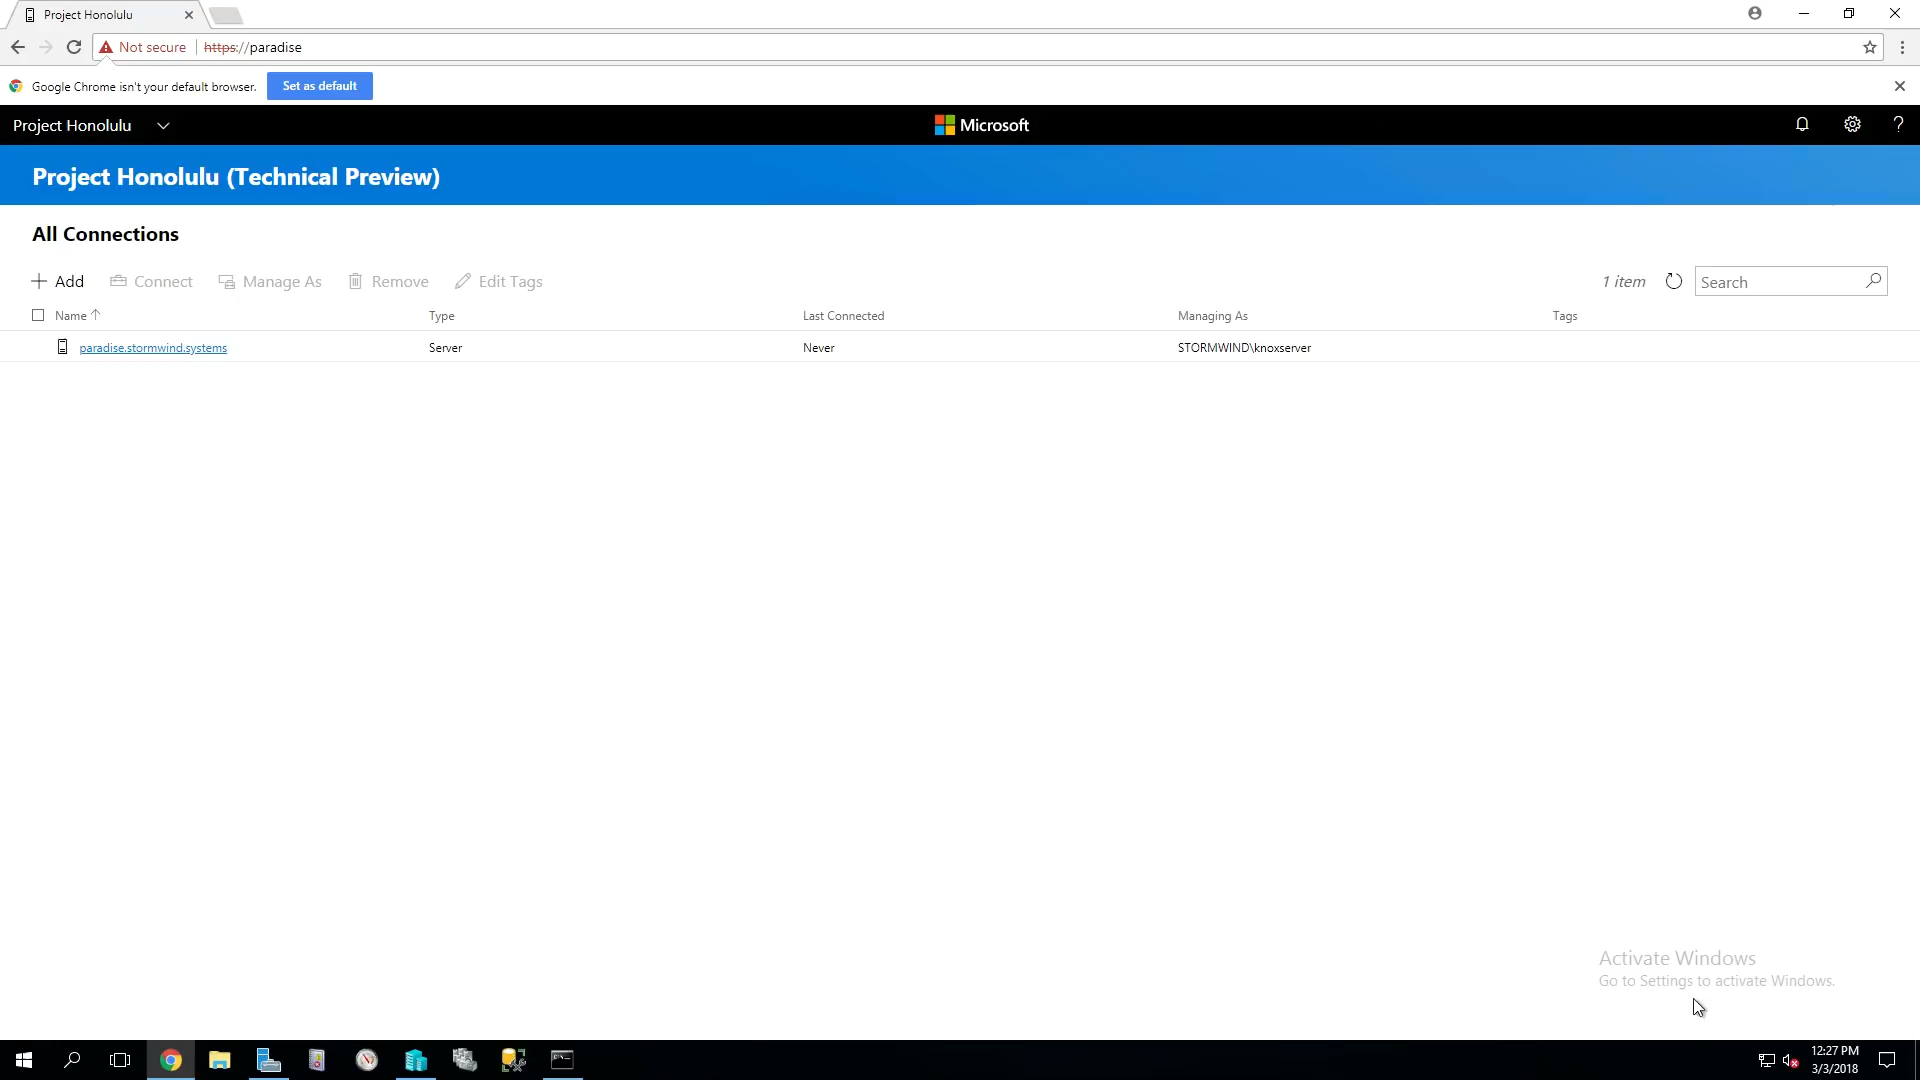 Project Honolulu
Not secure https://paradise
Google Chrome isn't your default browser. Set as default
Project Honolulu Microsoft ?
Project Honolulu (Technical Preview)
All Connections
Add Connect Manage As Remove Edit Tags 1 item Search
Name Type Last Connected Managing As Tags
paradise.stormwind.systems Server Never STORMWIND\knoxserver
Activate Windows
Go to Settings to activate Windows.
12:27 PM
3/3/2018